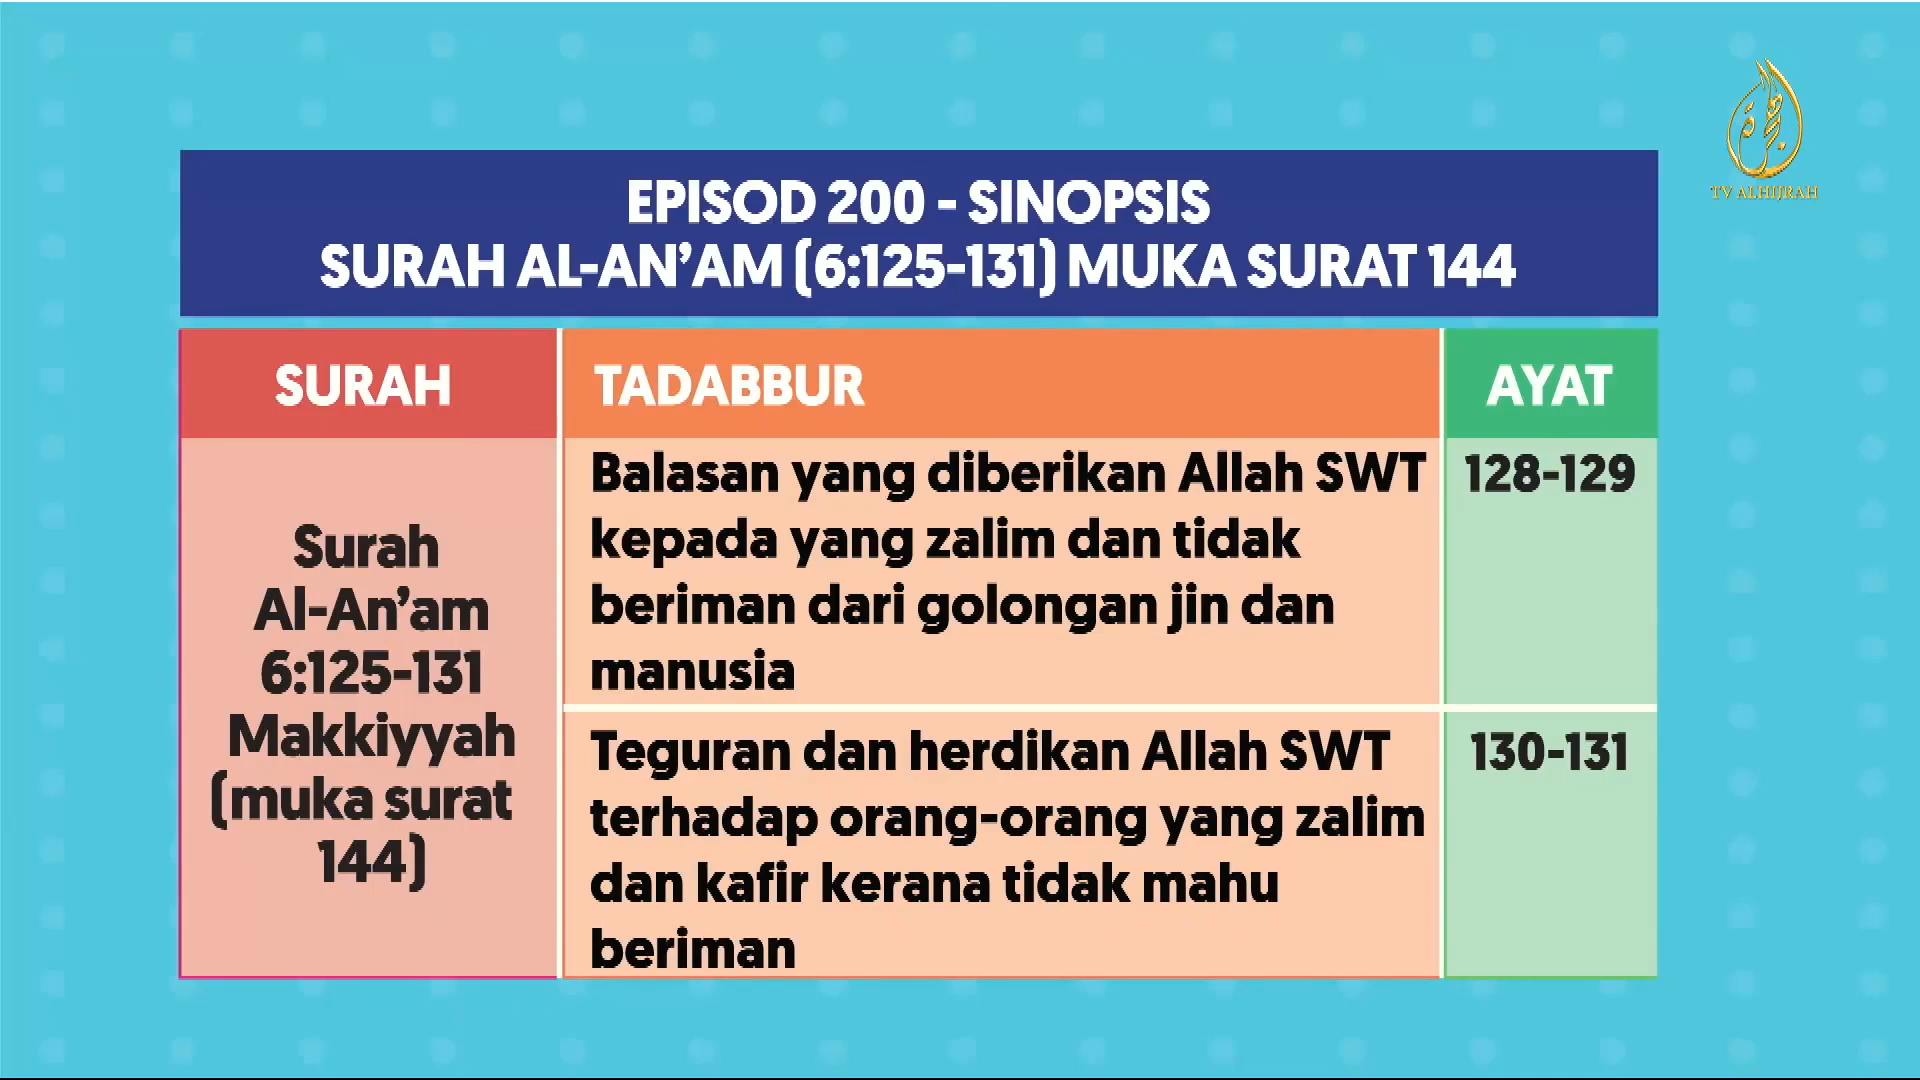 EPISOD 200 - SINOPSIS
SURAH AL-AN’AM (6:125-131) MUKA SURAT 144
TV ALHIJRAH
SURAH
TADABBUR
AYAT
Surah
Al-An’am
6:125-131
Makkiyyah
(muka surat
144)
Balasan yang diberikan Allah SWT
kepada yang zalim dan tidak
beriman dari golongan jin dan
manusia
128-129
Teguran dan herdikan Allah SWT
terhadap orang-orang yang zalim
dan kafir kerana tidak mahu
beriman
130-131